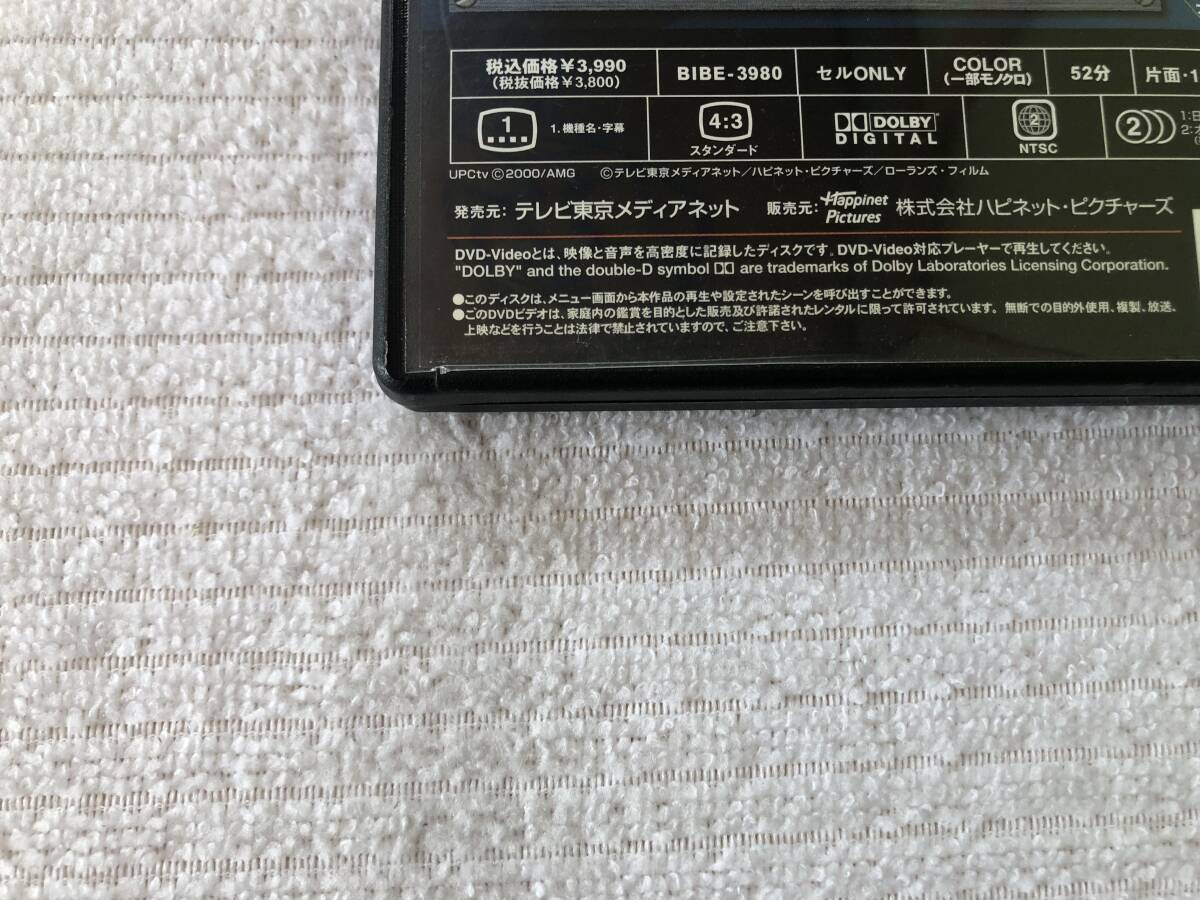 税込価格¥3,990
(税抜価格¥3,800)
BIBE-3980
セルONLY
COLOR
(一部モノクロ)
52分
片面・1
1
1. 機種名・字幕
4:3
スタンダード
DOLBY
DIGITAL
2
NTSC
2
1:日
2:
UPCtv ©2000/AMG ©テレビ東京メディアネット/ハピネット・ピクチャーズ/ローランズ・フィルム
発売元: テレビ東京メディアネット 販売元: Happinet Pictures 株式会社ハピネット・ピクチャーズ
DVD-Videoとは、映像と音声を高密度に記録したディスクです。DVD-Video対応プレーヤーで再生してください。
"DOLBY" and the double-D symbol are trademarks of Dolby Laboratories Licensing Corporation.
●このディスクは、メニュー画面から本作品の再生や設定されたシーンを呼び出すことができます。
●このDVDビデオは、家庭内の鑑賞を目的とした販売及び許諾されたレンタルに限って許可されています。無断での目的外使用、複製、放送、
上映などを行うことは法律で禁止されていますので、ご注意下さい。